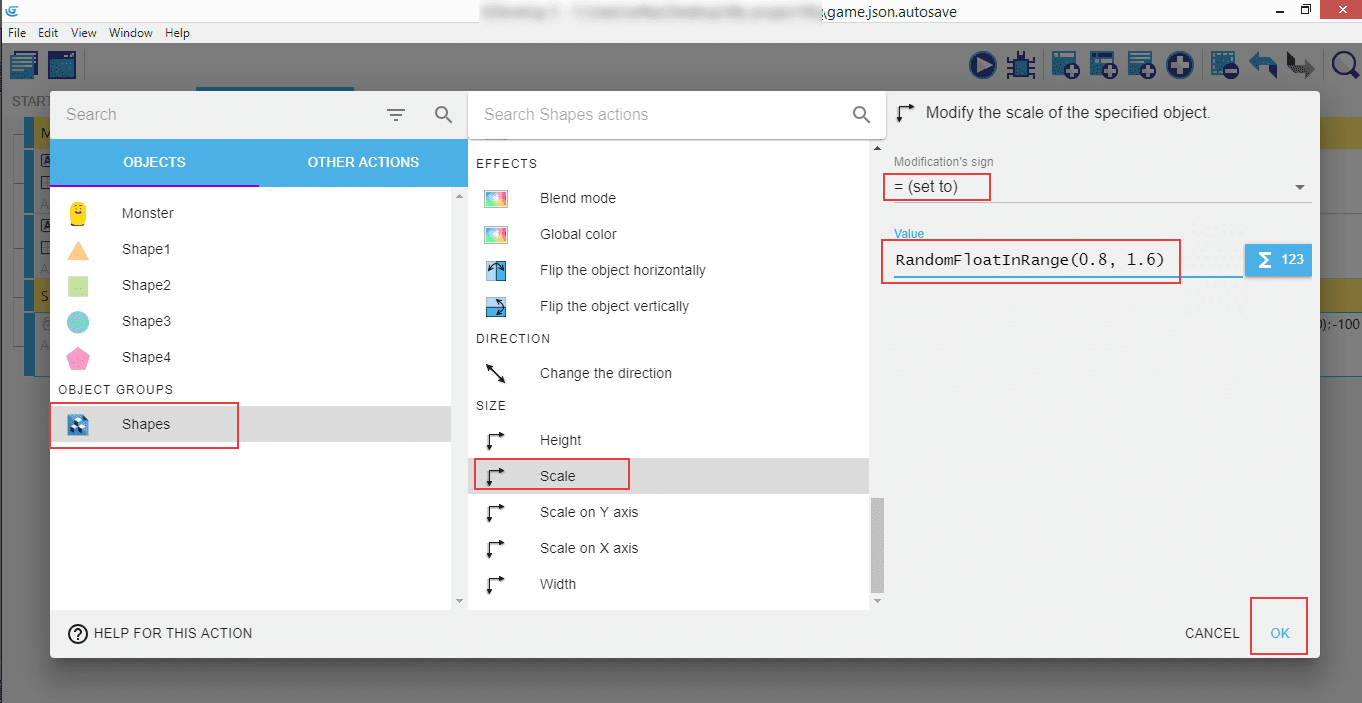 \game.json.autosave
File Edit View Window Help
START
Search
Search Shapes actions
Modify the scale of the specified object.
OBJECTS
OTHER ACTIONS
Monster
Shape1
Shape2
Shape3
Shape4
OBJECT GROUPS
Shapes
EFFECTS
Blend mode
Global color
Flip the object horizontally
Flip the object vertically
DIRECTION
Change the direction
SIZE
Height
Scale
Scale on Y axis
Scale on X axis
Width
Modification's sign
= (set to)
Value
RandomFloatInRange(0.8, 1.6)
Σ 123
);-100
? HELP FOR THIS ACTION
CANCEL
OK